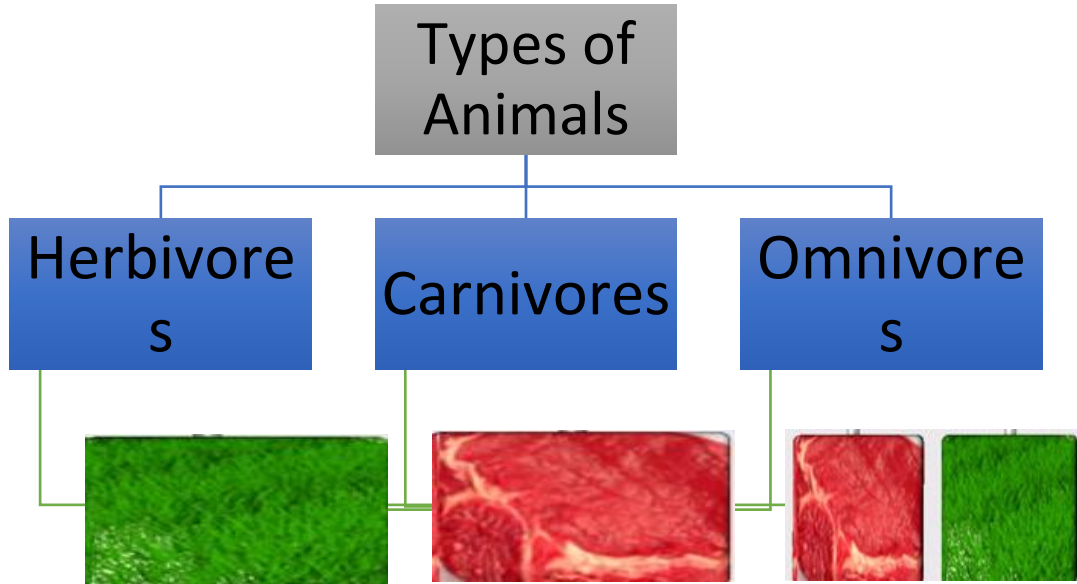 Types of
Animals
Herbivore
s
Carnivores
Omnivore
s